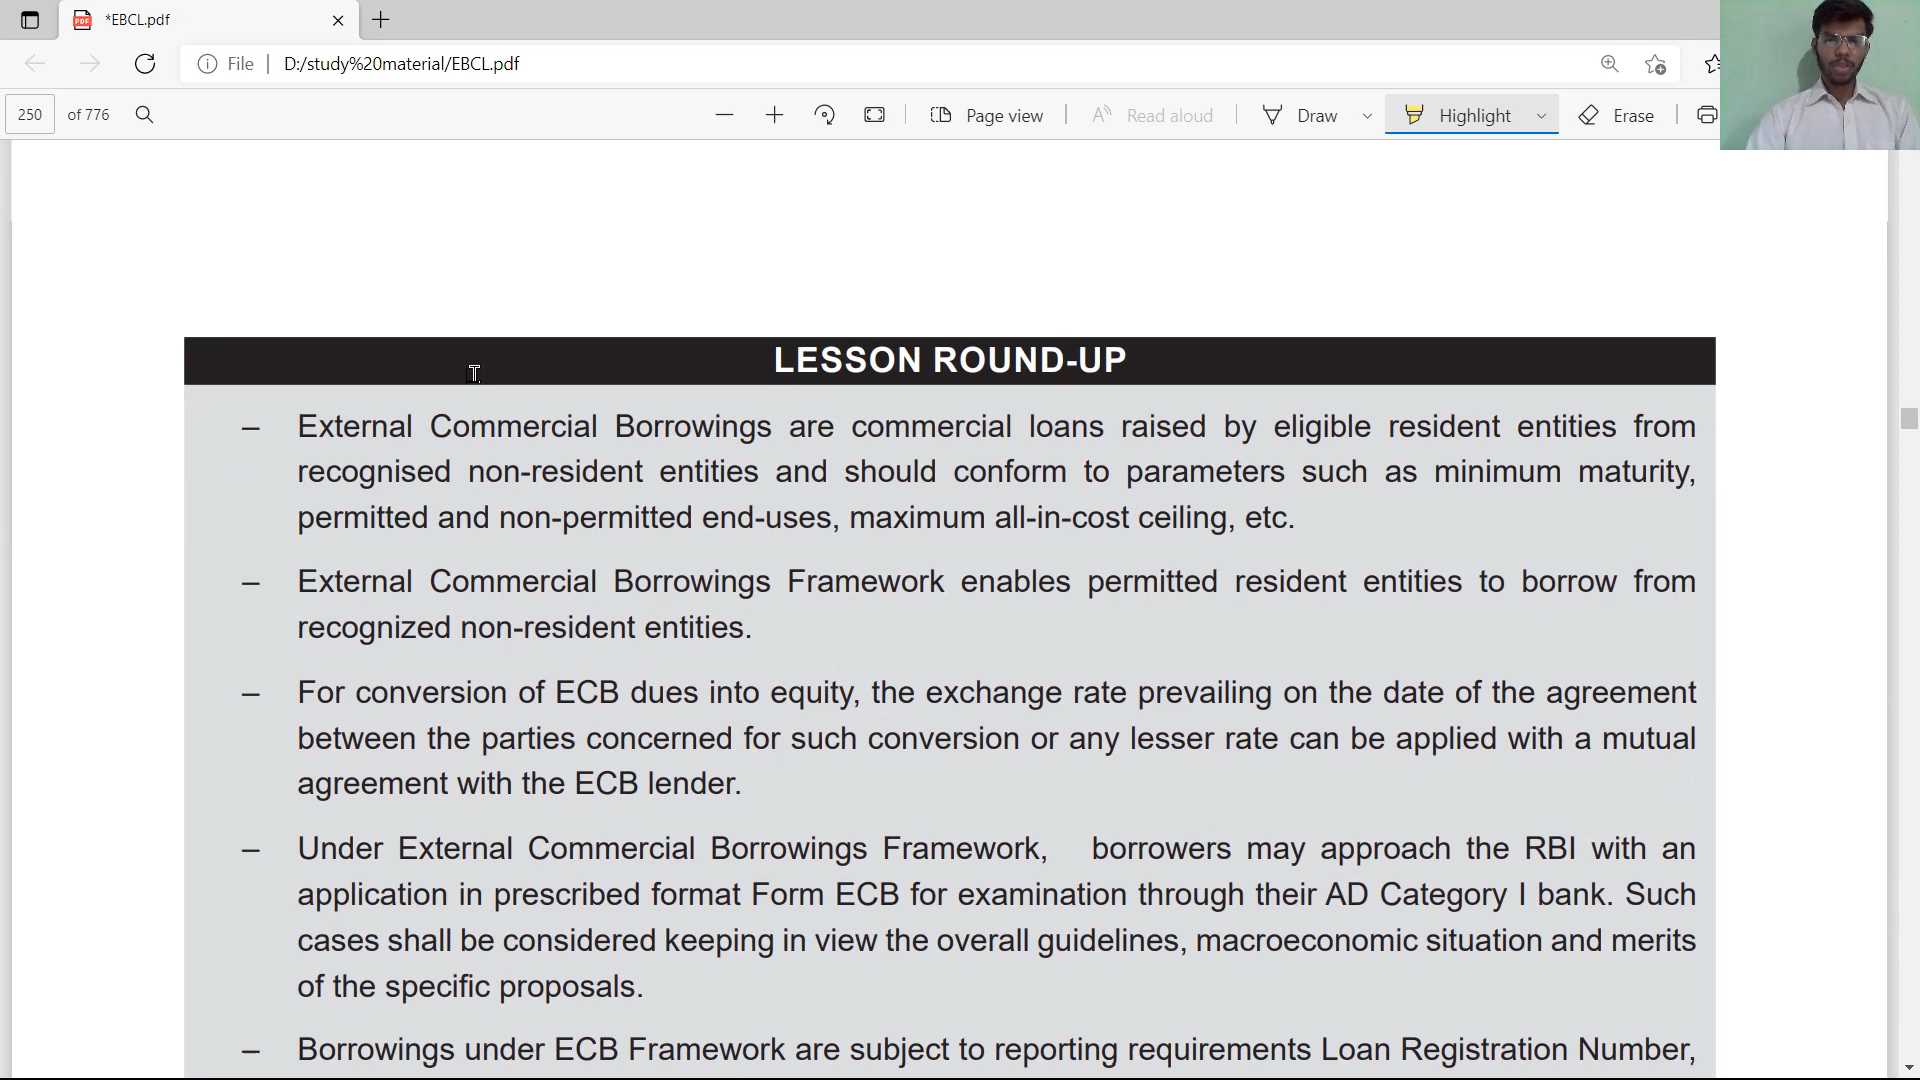 *EBCL.pdf
File D:/study%20material/EBCL.pdf
250 of 776 Page view Read aloud Draw Highlight Erase
LESSON ROUND-UP
– External Commercial Borrowings are commercial loans raised by eligible resident entities from
recognised non-resident entities and should conform to parameters such as minimum maturity,
permitted and non-permitted end-uses, maximum all-in-cost ceiling, etc.
– External Commercial Borrowings Framework enables permitted resident entities to borrow from
recognized non-resident entities.
– For conversion of ECB dues into equity, the exchange rate prevailing on the date of the agreement
between the parties concerned for such conversion or any lesser rate can be applied with a mutual
agreement with the ECB lender.
– Under External Commercial Borrowings Framework, borrowers may approach the RBI with an
application in prescribed format Form ECB for examination through their AD Category I bank. Such
cases shall be considered keeping in view the overall guidelines, macroeconomic situation and merits
of the specific proposals.
– Borrowings under ECB Framework are subject to reporting requirements Loan Registration Number,